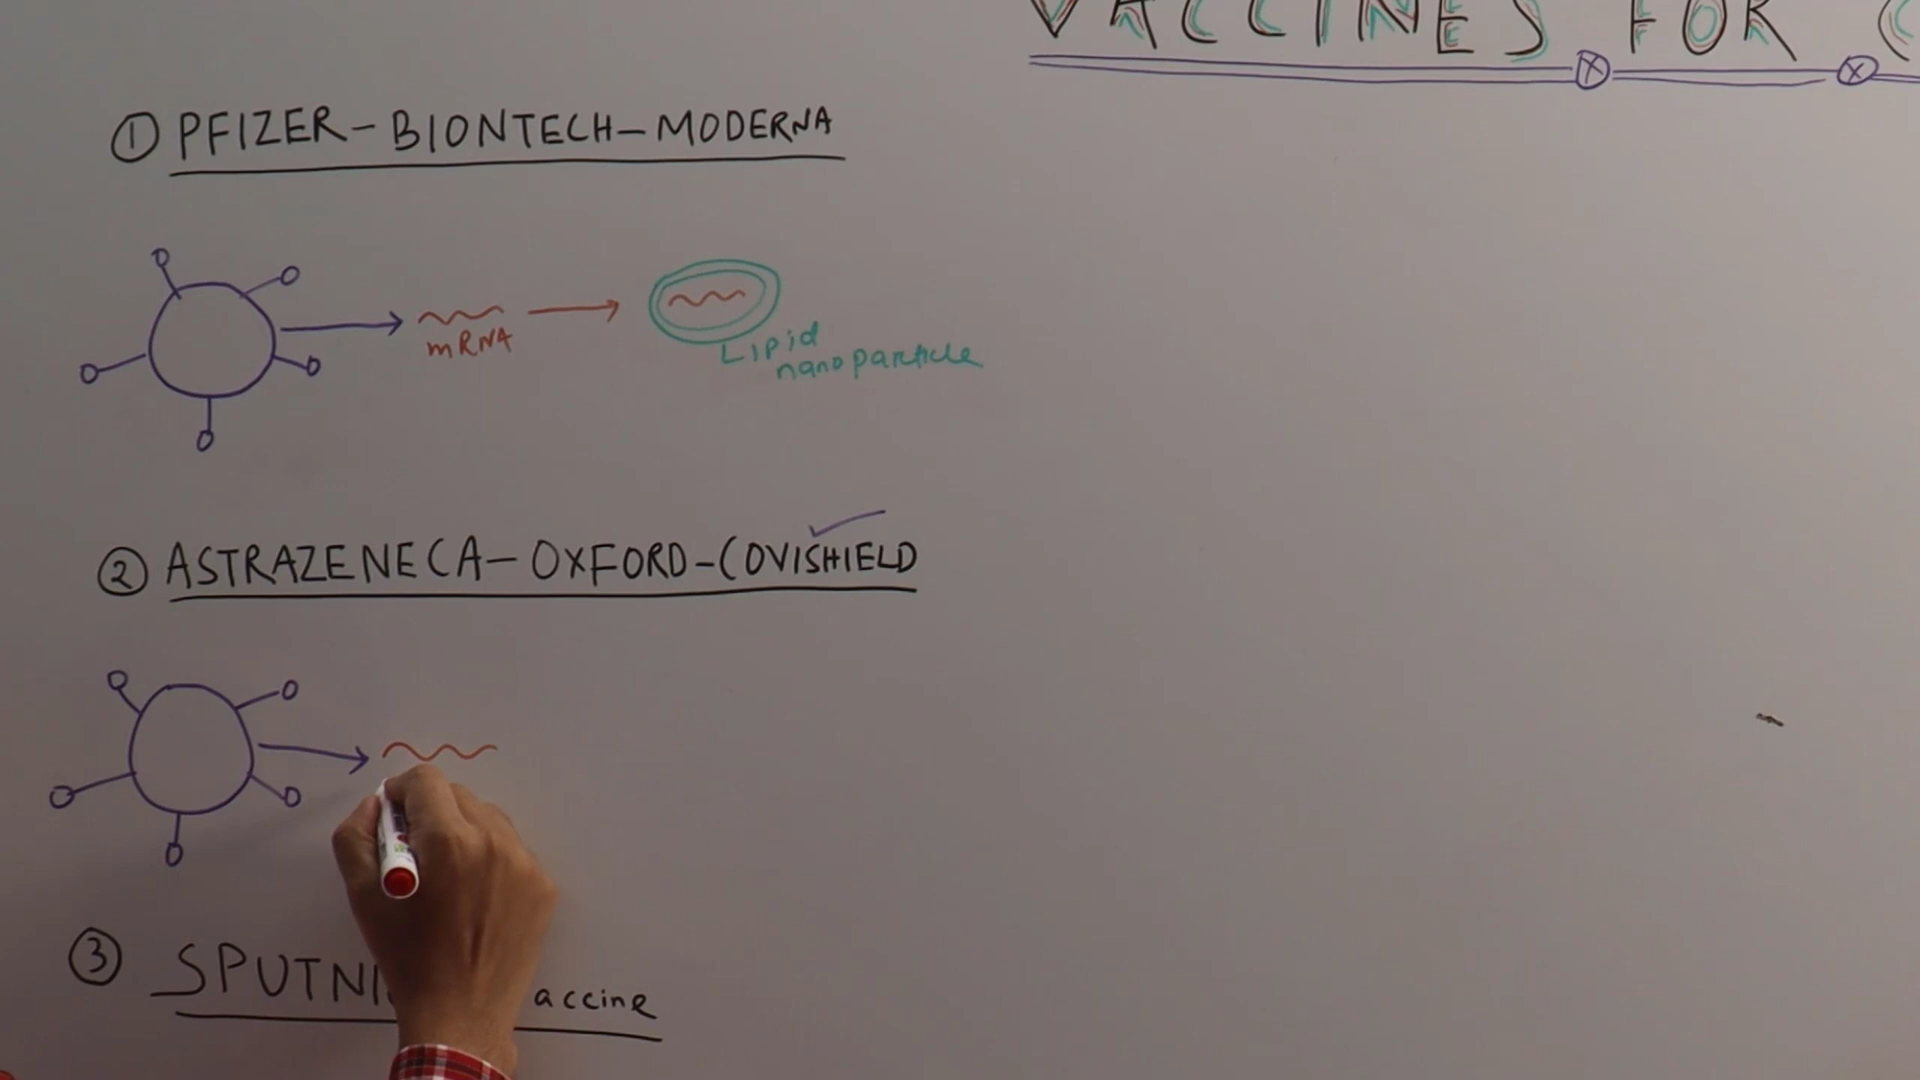 VACCINES FOR
① PFIZER-BIONTECH-MODERNA
mRNA
Lipid
nanoparticle
② ASTRAZENECA-OXFORD-COVISHIELD
③ SPUTNI accine